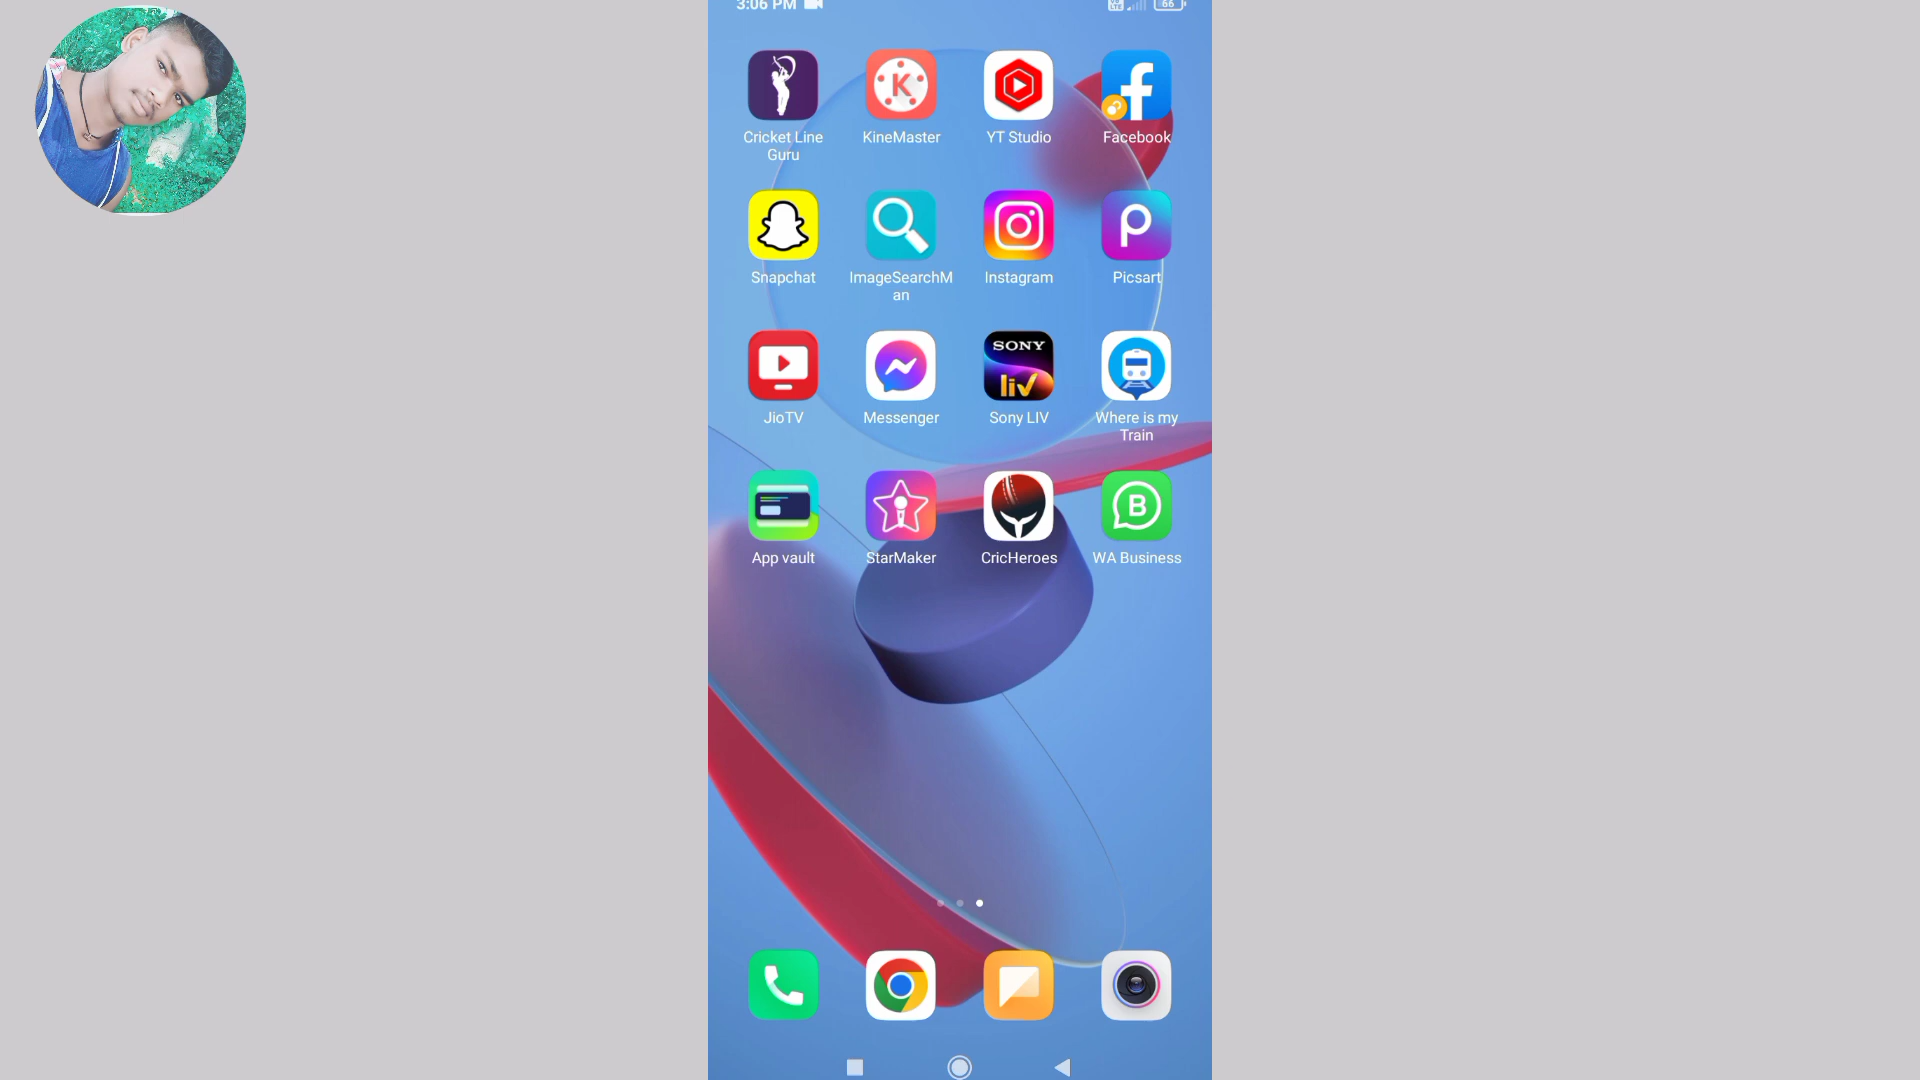 3:06 PM
66
Cricket Line
Guru
KineMaster
YT Studio
Facebook
Snapchat
ImageSearchM
an
Instagram
Picsart
SONY
liv
JioTV
Messenger
Sony LIV
Where is my
Train
App vault
StarMaker
CricHeroes
WA Business